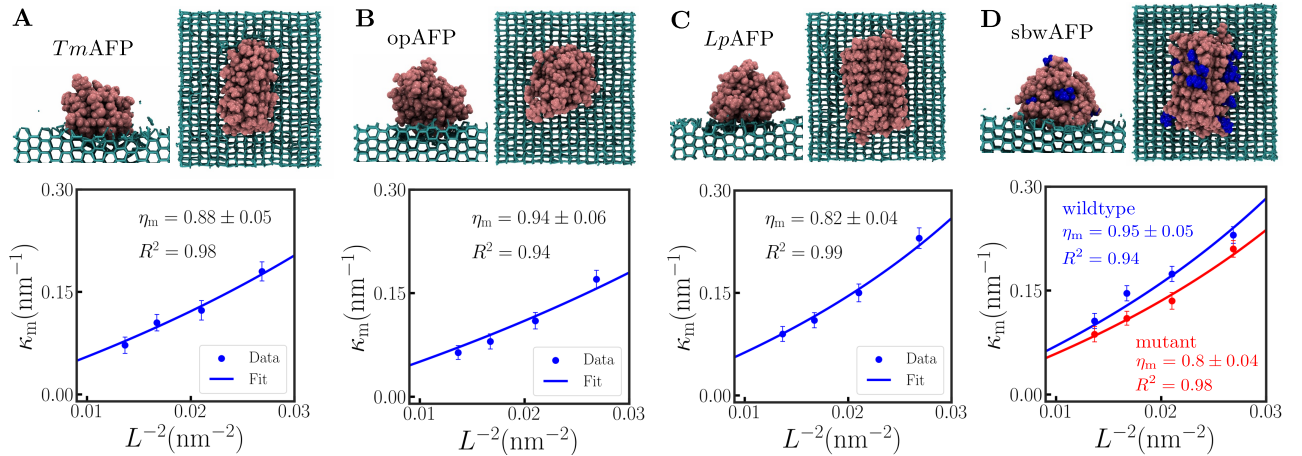 A
TmAFP
B
opAFP
C
LpAFP
D
sbwAFP
κₘ(nm⁻¹)
0.30
0.15
0.00
ηₘ = 0.88 ± 0.05
R² = 0.98
Data
Fit
0.01
0.02
0.03
L⁻²(nm⁻²)
κₘ(nm⁻¹)
0.30
0.15
0.00
ηₘ = 0.94 ± 0.06
R² = 0.94
Data
Fit
0.01
0.02
0.03
L⁻²(nm⁻²)
κₘ(nm⁻¹)
0.30
0.15
0.00
ηₘ = 0.82 ± 0.04
R² = 0.99
Data
Fit
0.01
0.02
0.03
L⁻²(nm⁻²)
κₘ(nm⁻¹)
0.30
0.15
0.00
wildtype
ηₘ = 0.95 ± 0.05
R² = 0.94
mutant
ηₘ = 0.8 ± 0.04
R² = 0.98
0.01
0.02
0.03
L⁻²(nm⁻²)